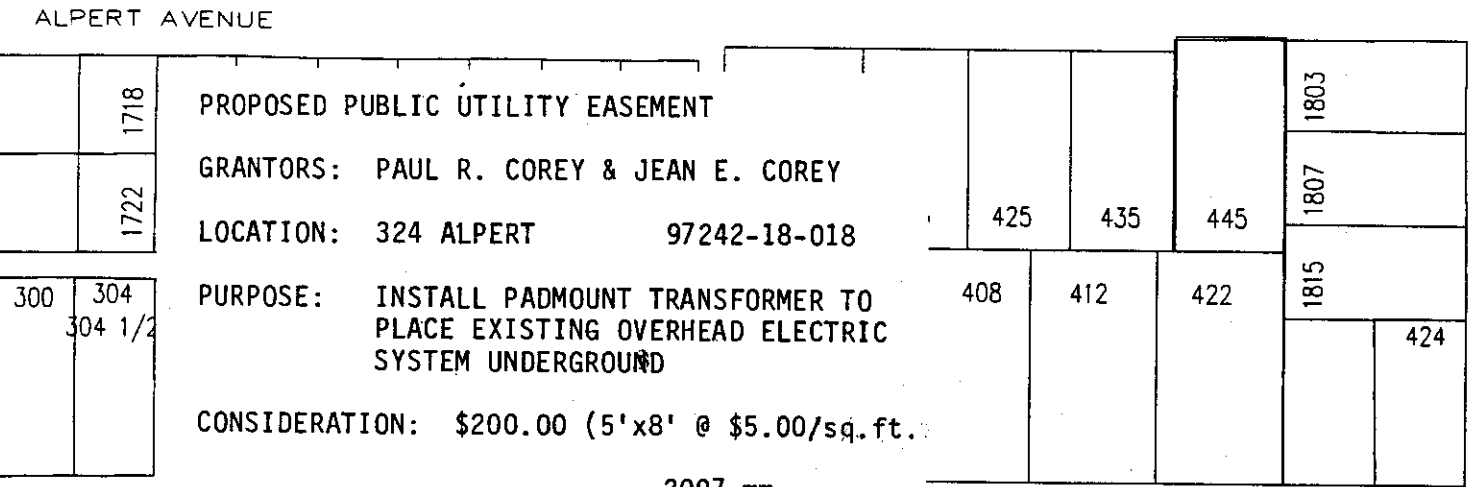 ALPERT AVENUE
1718
1722
300
304
304 1/2
PROPOSED PUBLIC UTILITY EASEMENT
GRANTORS: PAUL R. COREY & JEAN E. COREY
LOCATION: 324 ALPERT 97242-18-018
PURPOSE: INSTALL PADMOUNT TRANSFORMER TO
PLACE EXISTING OVERHEAD ELECTRIC
SYSTEM UNDERGROUND
CONSIDERATION: $200.00 (5'x8' @ $5.00/sq.ft.
425
435
445
408
412
422
1803
1807
1815
424